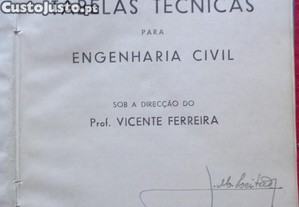 CustoJusto.pt
TABELAS TÉCNICAS
PARA
ENGENHARIA CIVIL
SOB A DIRECÇÃO DO
Prof. VICENTE FERREIRA